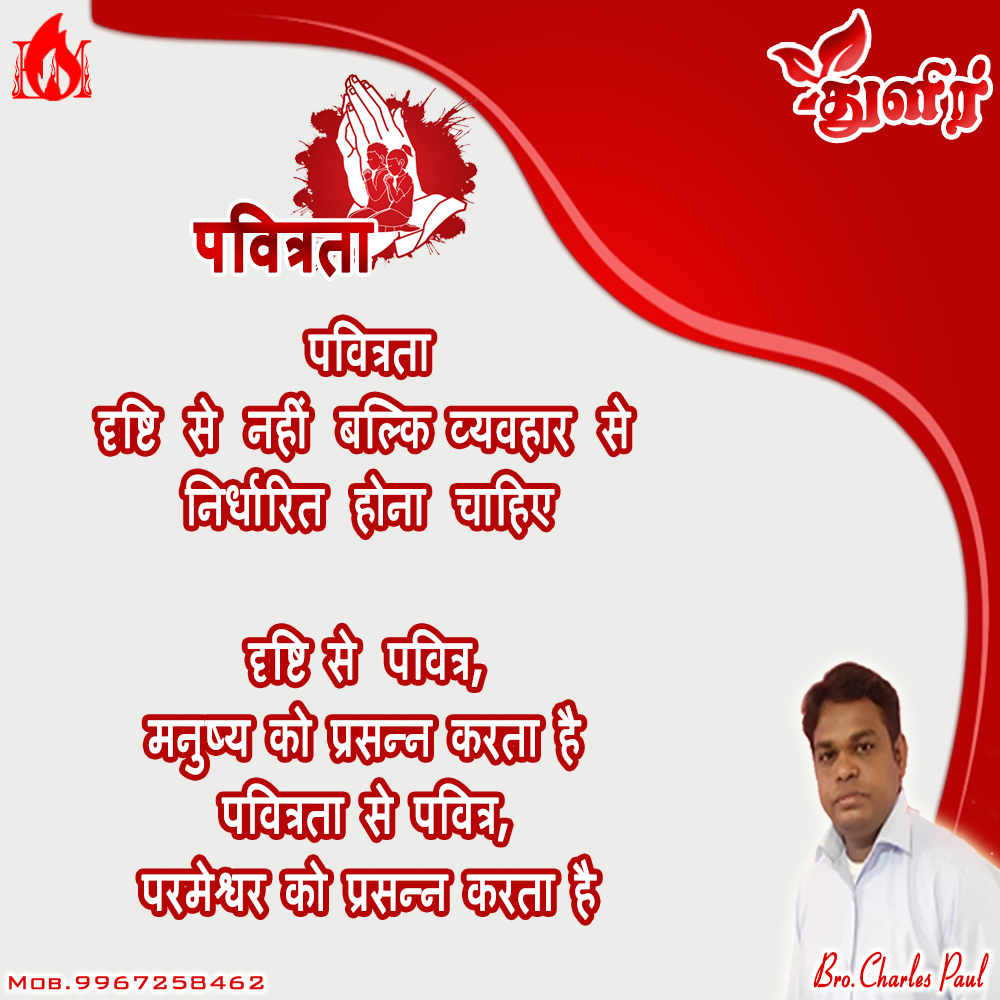 துளிர்
पवित्रता
पवित्रता
दृष्टि से नहीं बल्कि व्यवहार से
निर्धारित होना चाहिए
दृष्टि से पवित्र,
मनुष्य को प्रसन्न करता है
पवित्रता से पवित्र,
परमेश्वर को प्रसन्न करता है
Mob.9967258462
Bro.Charles Paul